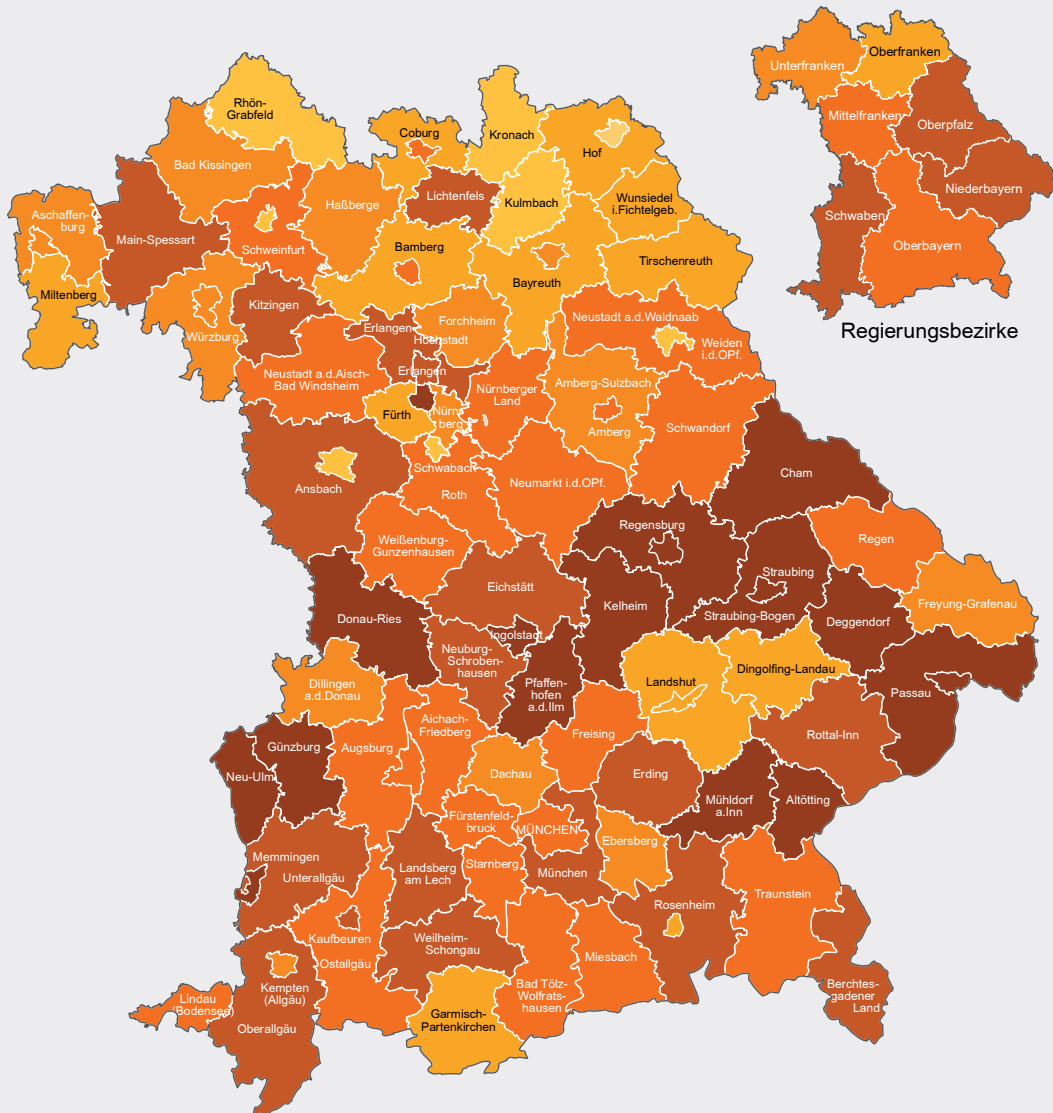 Rhön-
Grabfeld
Coburg
Kronach
Hof
Bad Kissingen
Lichtenfels
Kulmbach
Wunsiedel
i.Fichtelgeb.
Aschaffen-
burg
Main-Spessart
Haßberge
Schweinfurt
Bamberg
Bayreuth
Tirschenreuth
Miltenberg
Kitzingen
Würzburg
Erlangen
Höchstadt
Forchheim
Neustadt a.d.Waldnaab
Weiden
i.d.OPf.
Neustadt a.d.Aisch-
Bad Windsheim
Erlangen
Nürnberger
Land
Amberg-Sulzbach
Amberg
Fürth
Nürn-
berg
Schwandorf
Schwabach
Roth
Neumarkt i.d.OPf.
Ansbach
Cham
Weißenburg-
Gunzenhausen
Regensburg
Regen
Eichstätt
Straubing
Kelheim
Straubing-Bogen
Freyung-Grafenau
Donau-Ries
Deggendorf
Ingolstadt
Neuburg-
Schrobenhausen
hausen
Dillingen
a.d.Donau
Pfaffen-
hofen
a.d.Ilm
Landshut
Dingolfing-Landau
Passau
Aichach-
Friedberg
Günzburg
Augsburg
Freising
Rottal-Inn
Neu-Ulm
Dachau
Erding
Mühldorf
a.Inn
Altötting
Fürstenfeld-
bruck
MÜNCHEN
Ebersberg
Memmingen
Unterallgäu
Landsberg
am Lech
Starnberg
München
Traunstein
Rosenheim
Kaufbeuren
Ostallgäu
Weilheim-
Schongau
Miesbach
Bad Tölz-
Wolfrats-
hausen
Kempten
(Allgäu)
Lindau
(Bodensee)
Oberallgäu
Garmisch-
Partenkirchen
Berchtes-
gadener
Land
Oberfranken
Unterfranken
Mittelfranken
Oberpfalz
Niederbayern
Schwaben
Oberbayern
Regierungsbezirke